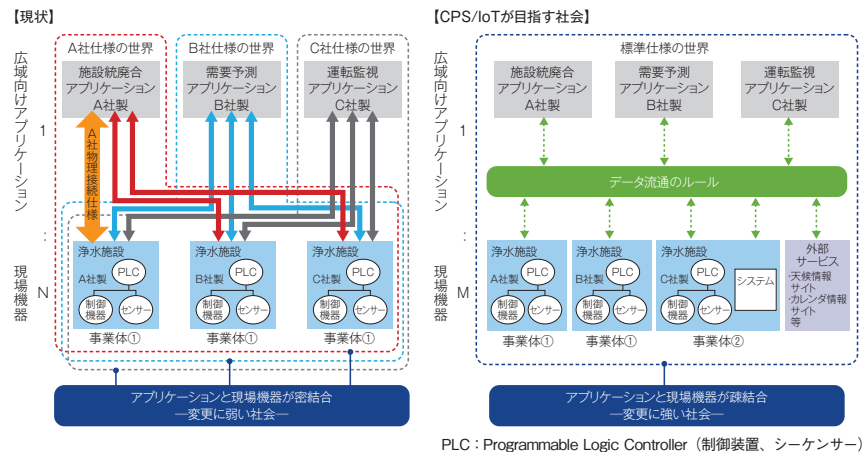 【現状】
A社仕様の世界
B社仕様の世界
C社仕様の世界
広域向けアプリケーション
1
:
N
現場機器
施設統廃合
アプリケーション
A社製
需要予測
アプリケーション
B社製
運転監視
アプリケーション
C社製
A社物理接続仕様
浄水施設
PLC
A社製
制御
機器
センサー
事業体①
浄水施設
PLC
B社製
制御
機器
センサー
事業体①
浄水施設
PLC
C社製
制御
機器
センサー
事業体①
アプリケーションと現場機器が密結合
―変更に弱い社会―
【CPS/IoTが目指す社会】
標準仕様の世界
広域向けアプリケーション
1
:
M
現場機器
施設統廃合
アプリケーション
A社製
需要予測
アプリケーション
B社製
運転監視
アプリケーション
C社製
データ流通のルール
浄水施設
PLC
A社製
制御
機器
センサー
事業体①
浄水施設
PLC
B社製
制御
機器
センサー
事業体①
浄水施設
PLC
C社製
制御
機器
センサー
システム
事業体②
外部
サービス
・天候情報
サイト
・カレンダ情報
サイト
等
アプリケーションと現場機器が疎結合
―変更に強い社会―
PLC：Programmable Logic Controller（制御装置、シーケンサー）